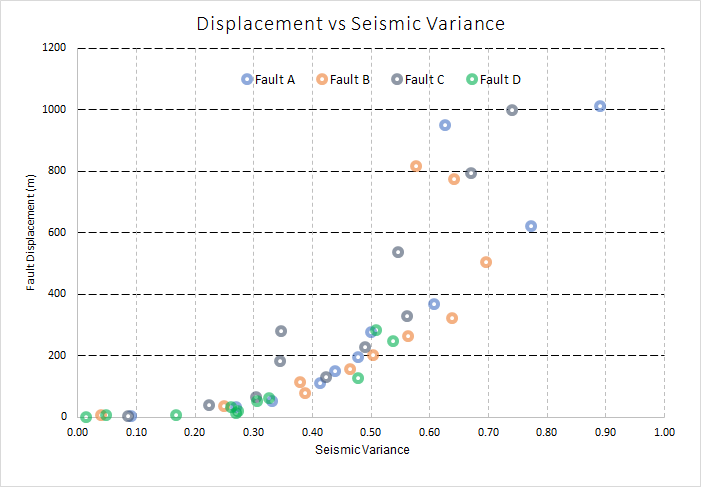 Displacement vs Seismic Variance
1200
Fault A Fault B Fault C Fault D
1000
800
600
400
200
0
Fault Displacement (m)
0.00 0.10 0.20 0.30 0.40 0.50 0.60 0.70 0.80 0.90 1.00
Seismic Variance